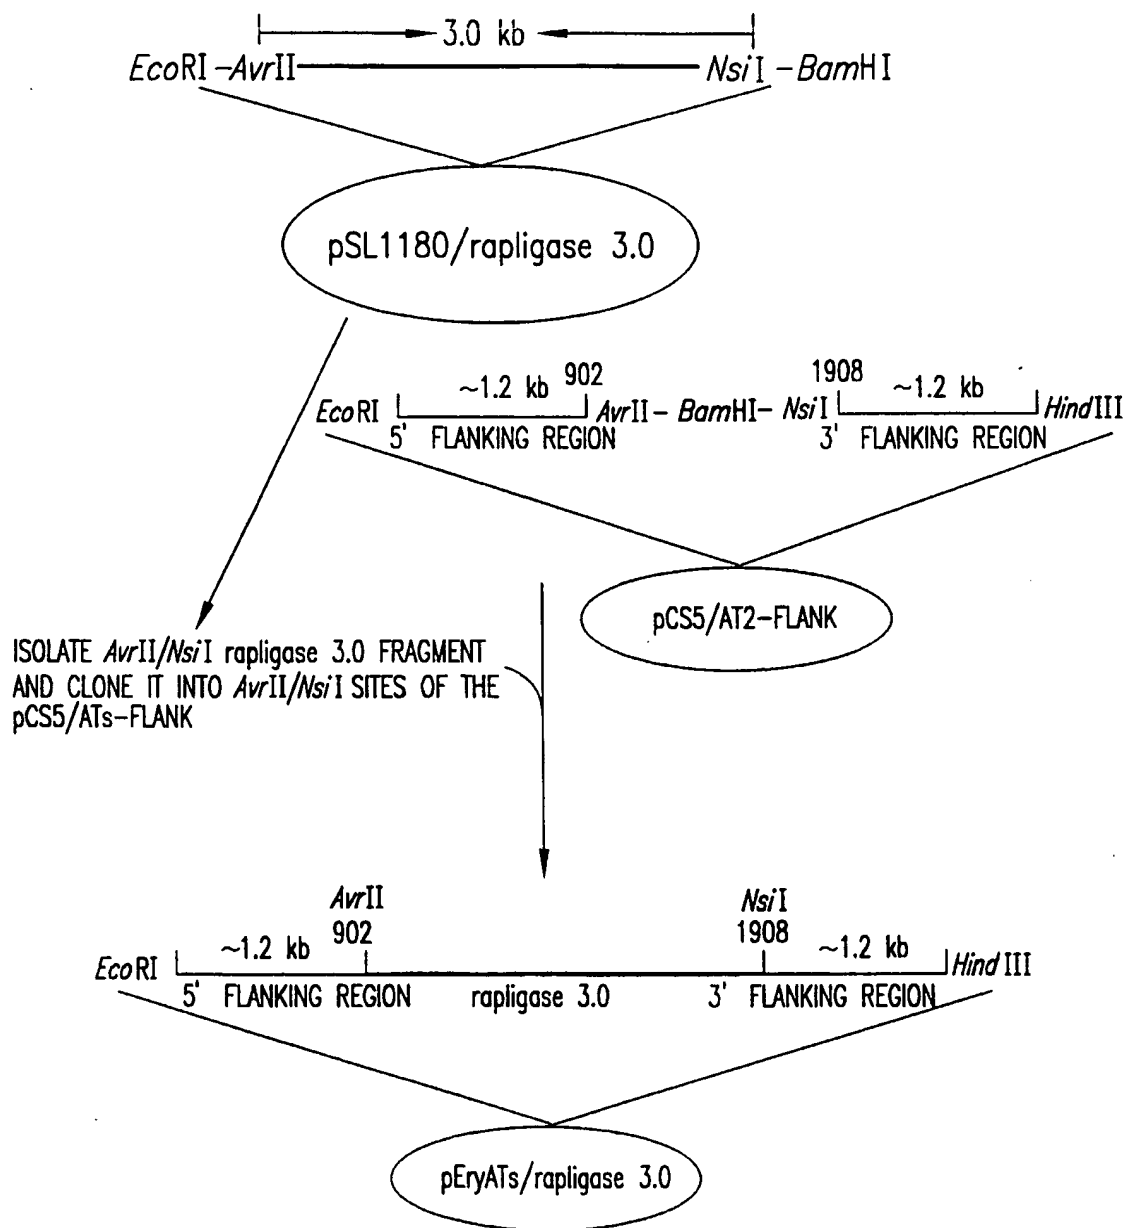 3.0 kb
EcoRI-AvrII NsiI-BamHI
pSL1180/rapligase 3.0
~1.2 kb 902 1908 ~1.2 kb
EcoRI AvrII-BamHI-NsiI HindIII
5' FLANKING REGION 3' FLANKING REGION
pCS5/AT2-FLANK
ISOLATE AvrII/NsiI rapligase 3.0 FRAGMENT
AND CLONE IT INTO AvrII/NsiI SITES OF THE
pCS5/ATs-FLANK
AvrII NsiI
~1.2 kb 902 1908 ~1.2 kb
EcoRI HindIII
5' FLANKING REGION rapligase 3.0 3' FLANKING REGION
pEryATs/rapligase 3.0